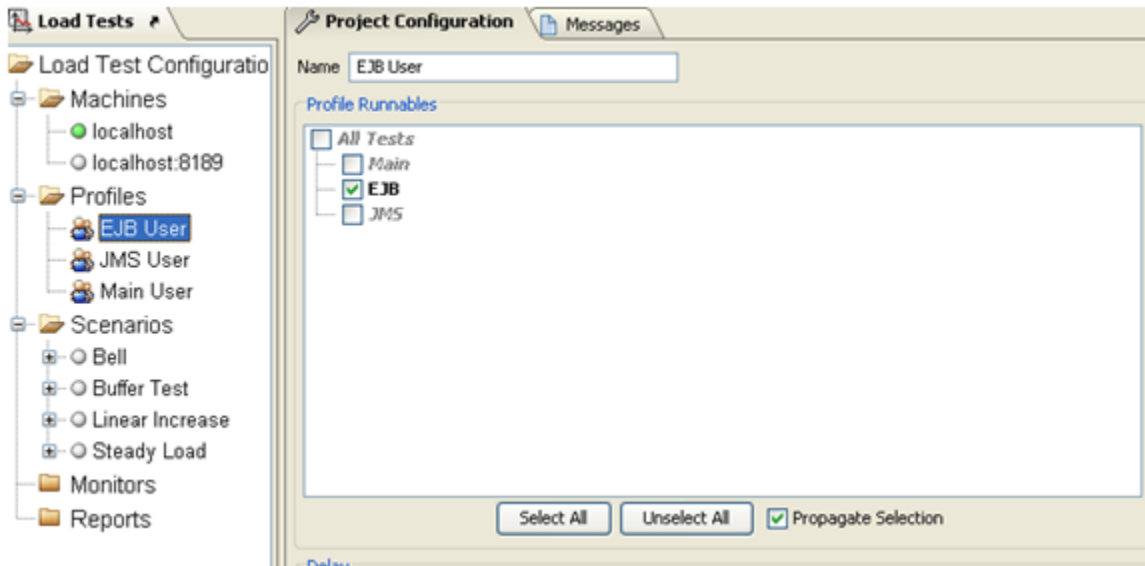 Load Tests
Load Test Configuratio
Machines
localhost
localhost:8189
Profiles
EJB User
JMS User
Main User
Scenarios
Bell
Buffer Test
Linear Increase
Steady Load
Monitors
Reports
Project Configuration
Messages
Name EJB User
Profile Runnables
All Tests
Main
EJB
JMS
Select All Unselect All Propagate Selection
Delay